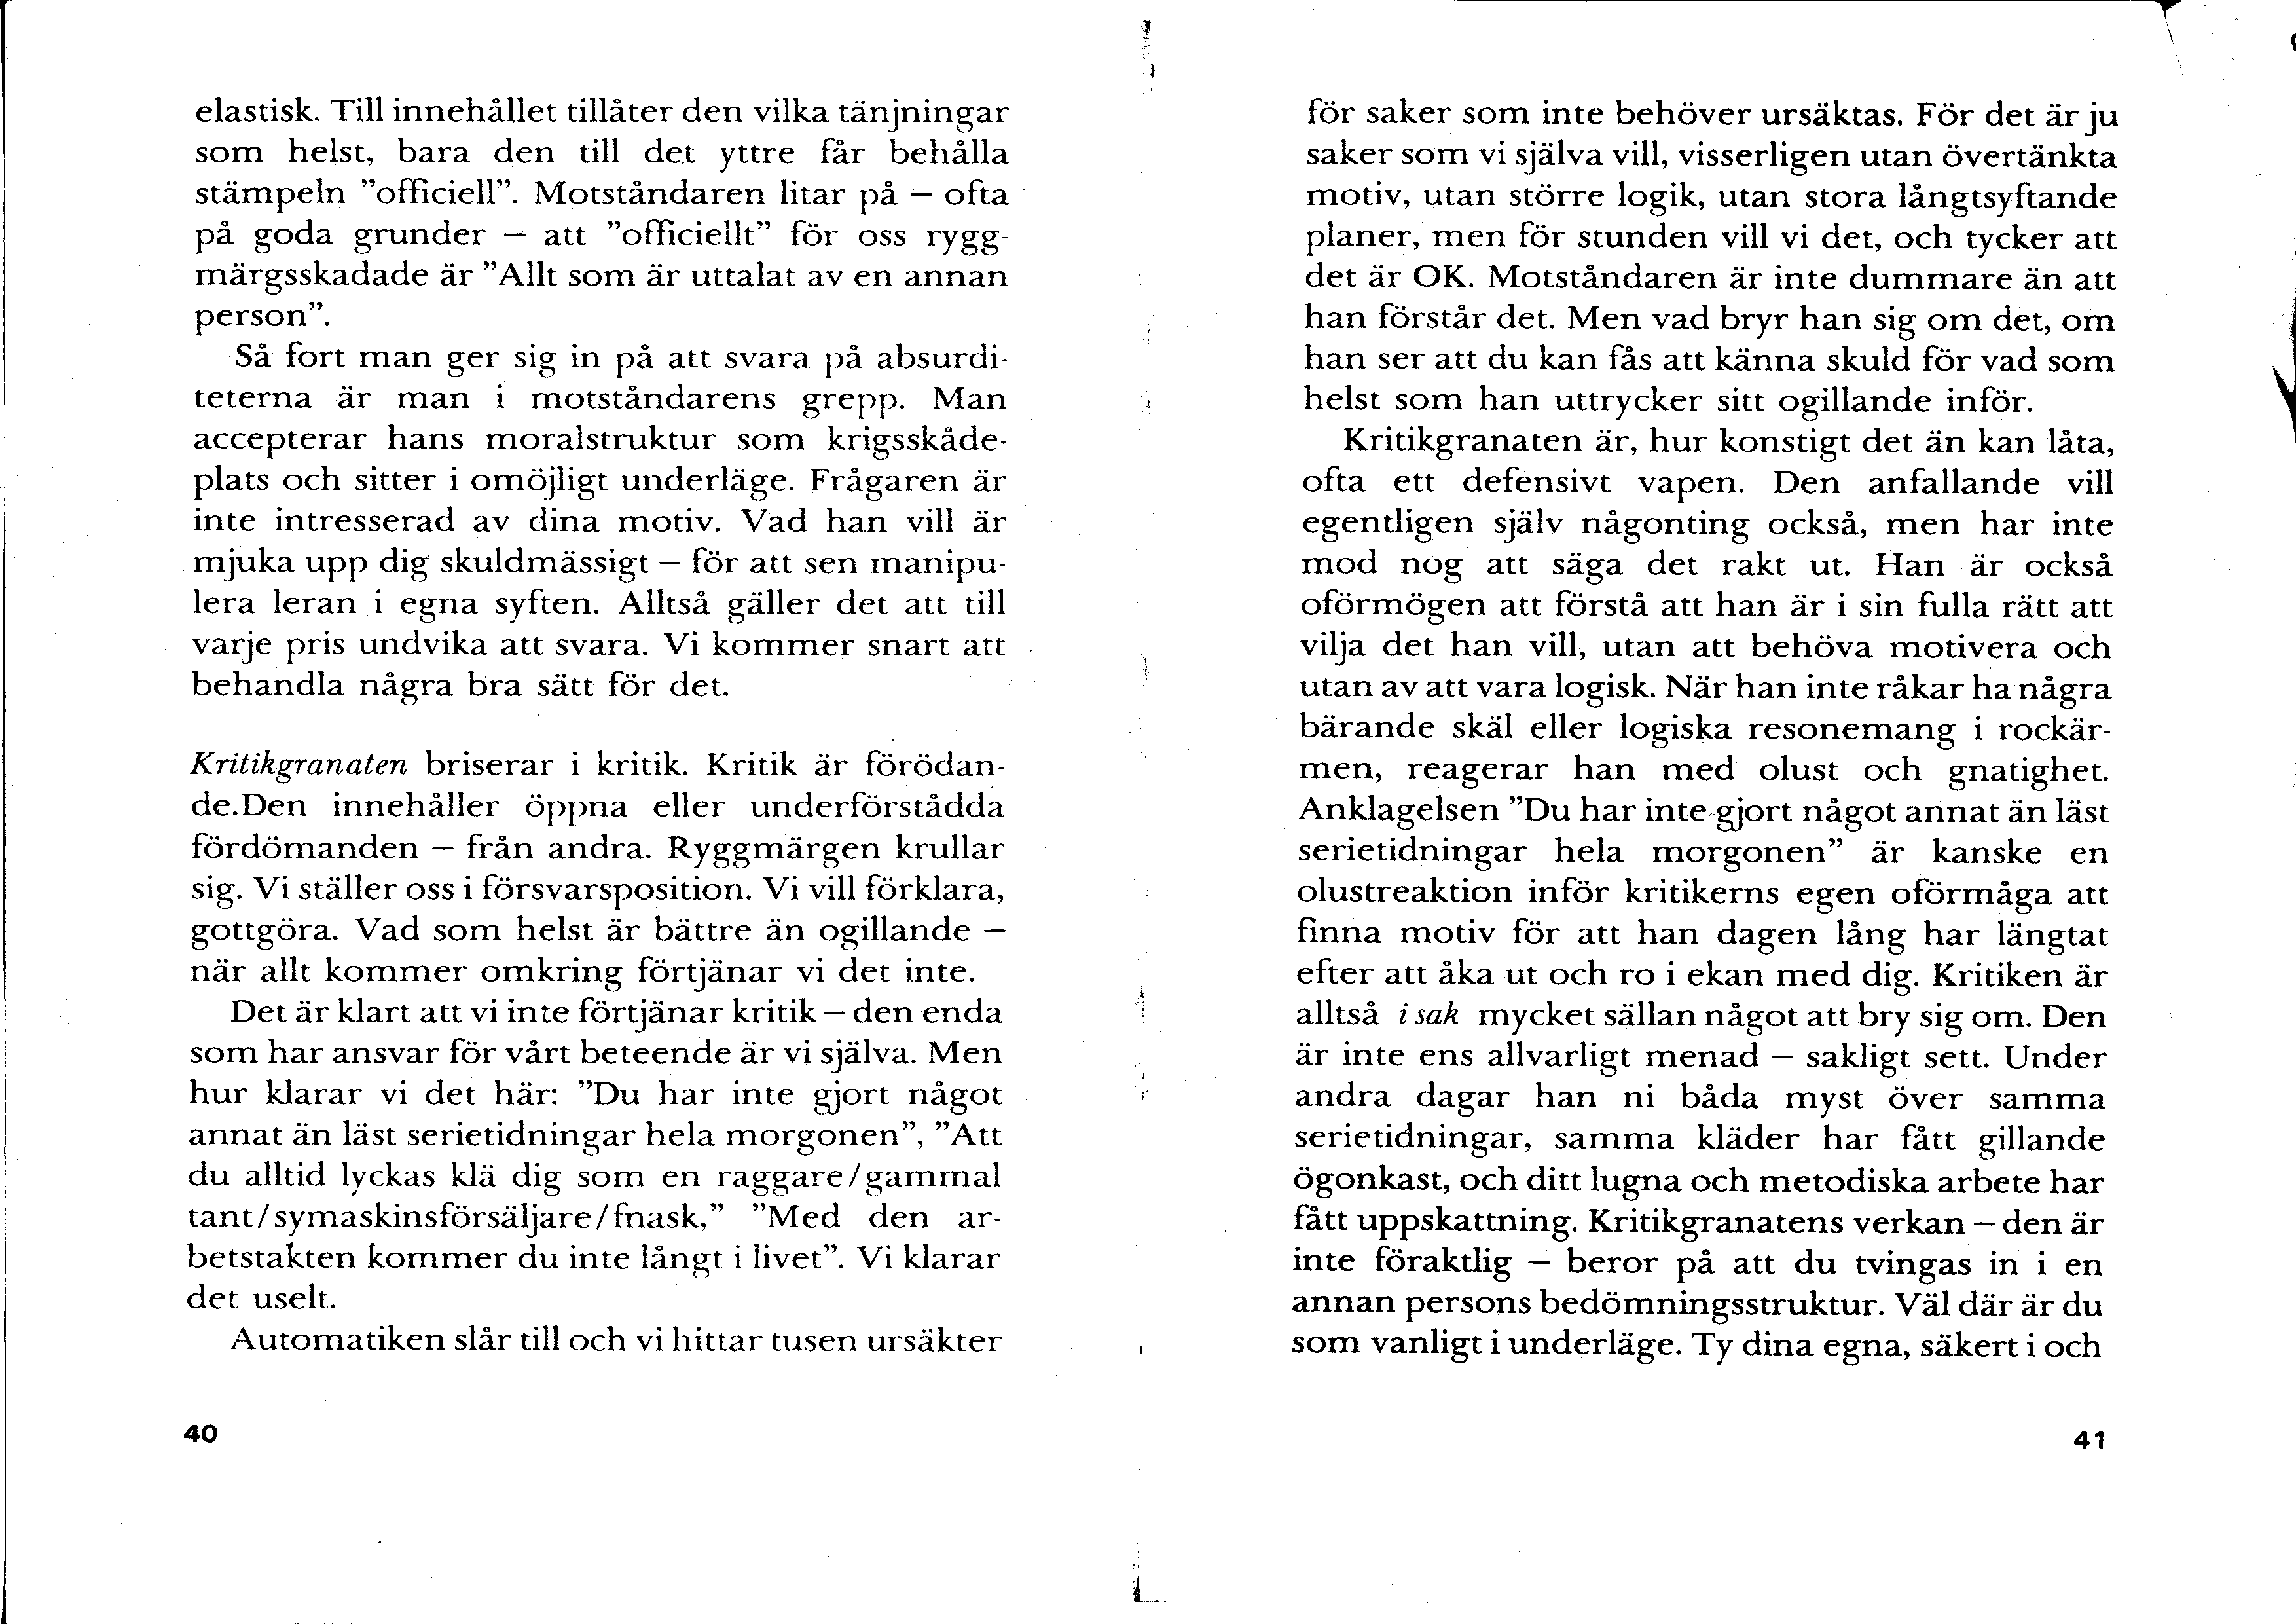 elastisk. Till innehållet tillåter den vilka tänjningar
som helst, bara den till det yttre får behålla
stämpeln ”officiell”. Motståndaren litar på — ofta
på goda grunder — att ”officiellt” för oss rygg-
märgsskadade är ”Allt som är uttalat av en annan
person”.
Så fort man ger sig in på att svara på absurdi-
teterna är man i motståndarens grepp. Man
accepterar hans moralstruktur som krigsskåde-
plats och sitter i omöjligt underläge. Frågaren är
inte intresserad av dina motiv. Vad han vill är
mjuka upp dig skuldmässigt — för att sen manipu-
lera leran i egna syften. Alltså gäller det att till
varje pris undvika att svara. Vi kommer snart att
behandla några bra sätt för det.
Kritikgranaten briserar i kritik. Kritik är förödan-
de.Den innehåller öppna eller underförstådda
fördömanden — från andra. Ryggmärgen krullar
sig. Vi ställer oss i försvarsposition. Vi vill förklara,
gottgöra. Vad som helst är bättre än ogillande —
när allt kommer omkring förtjänar vi det inte.
Det är klart att vi inte förtjänar kritik — den enda
som har ansvar för vårt beteende är vi själva. Men
hur klarar vi det här: ”Du har inte gjort något
annat än läst serietidningar hela morgonen”, ”Att
du alltid lyckas klä dig som en raggare/gammal
tant/symaskinsförsäljare/fnask,” ”Med den ar-
betstakten kommer du inte långt i livet”. Vi klarar
det uselt.
Automatiken slår till och vi hittar tusen ursäkter
40
för saker som inte behöver ursäktas. För det är ju
saker som vi själva vill, visserligen utan övertänkta
motiv, utan större logik, utan stora långtsyftande
planer, men för stunden vill vi det, och tycker att
det är OK. Motståndaren är inte dummare än att
han förstår det. Men vad bryr han sig om det, om
han ser att du kan fås att känna skuld för vad som
helst som han uttrycker sitt ogillande inför.
Kritikgranaten är, hur konstigt det än kan låta,
ofta ett defensivt vapen. Den anfallande vill
egentligen själv någonting också, men har inte
mod nog att säga det rakt ut. Han är också
oförmögen att förstå att han är i sin fulla rätt att
vilja det han vill, utan att behöva motivera och
utan av att vara logisk. När han inte råkar ha några
bärande skäl eller logiska resonemang i rockär-
men, reagerar han med olust och gnatighet.
Anklagelsen ”Du har inte gjort något annat än läst
serietidningar hela morgonen” är kanske en
olustreaktion inför kritikerns egen oförmåga att
finna motiv för att han dagen lång har längtat
efter att åka ut och ro i ekan med dig. Kritiken är
alltså i sak mycket sällan något att bry sig om. Den
är inte ens allvarligt menad — sakligt sett. Under
andra dagar han ni båda myst över samma
serietidningar, samma kläder har fått gillande
ögonkast, och ditt lugna och metodiska arbete har
fått uppskattning. Kritikgranatens verkan — den är
inte föraktlig — beror på att du tvingas in i en
annan persons bedömningsstruktur. Väl där är du
som vanligt i underläge. Ty dina egna, säkert i och
41